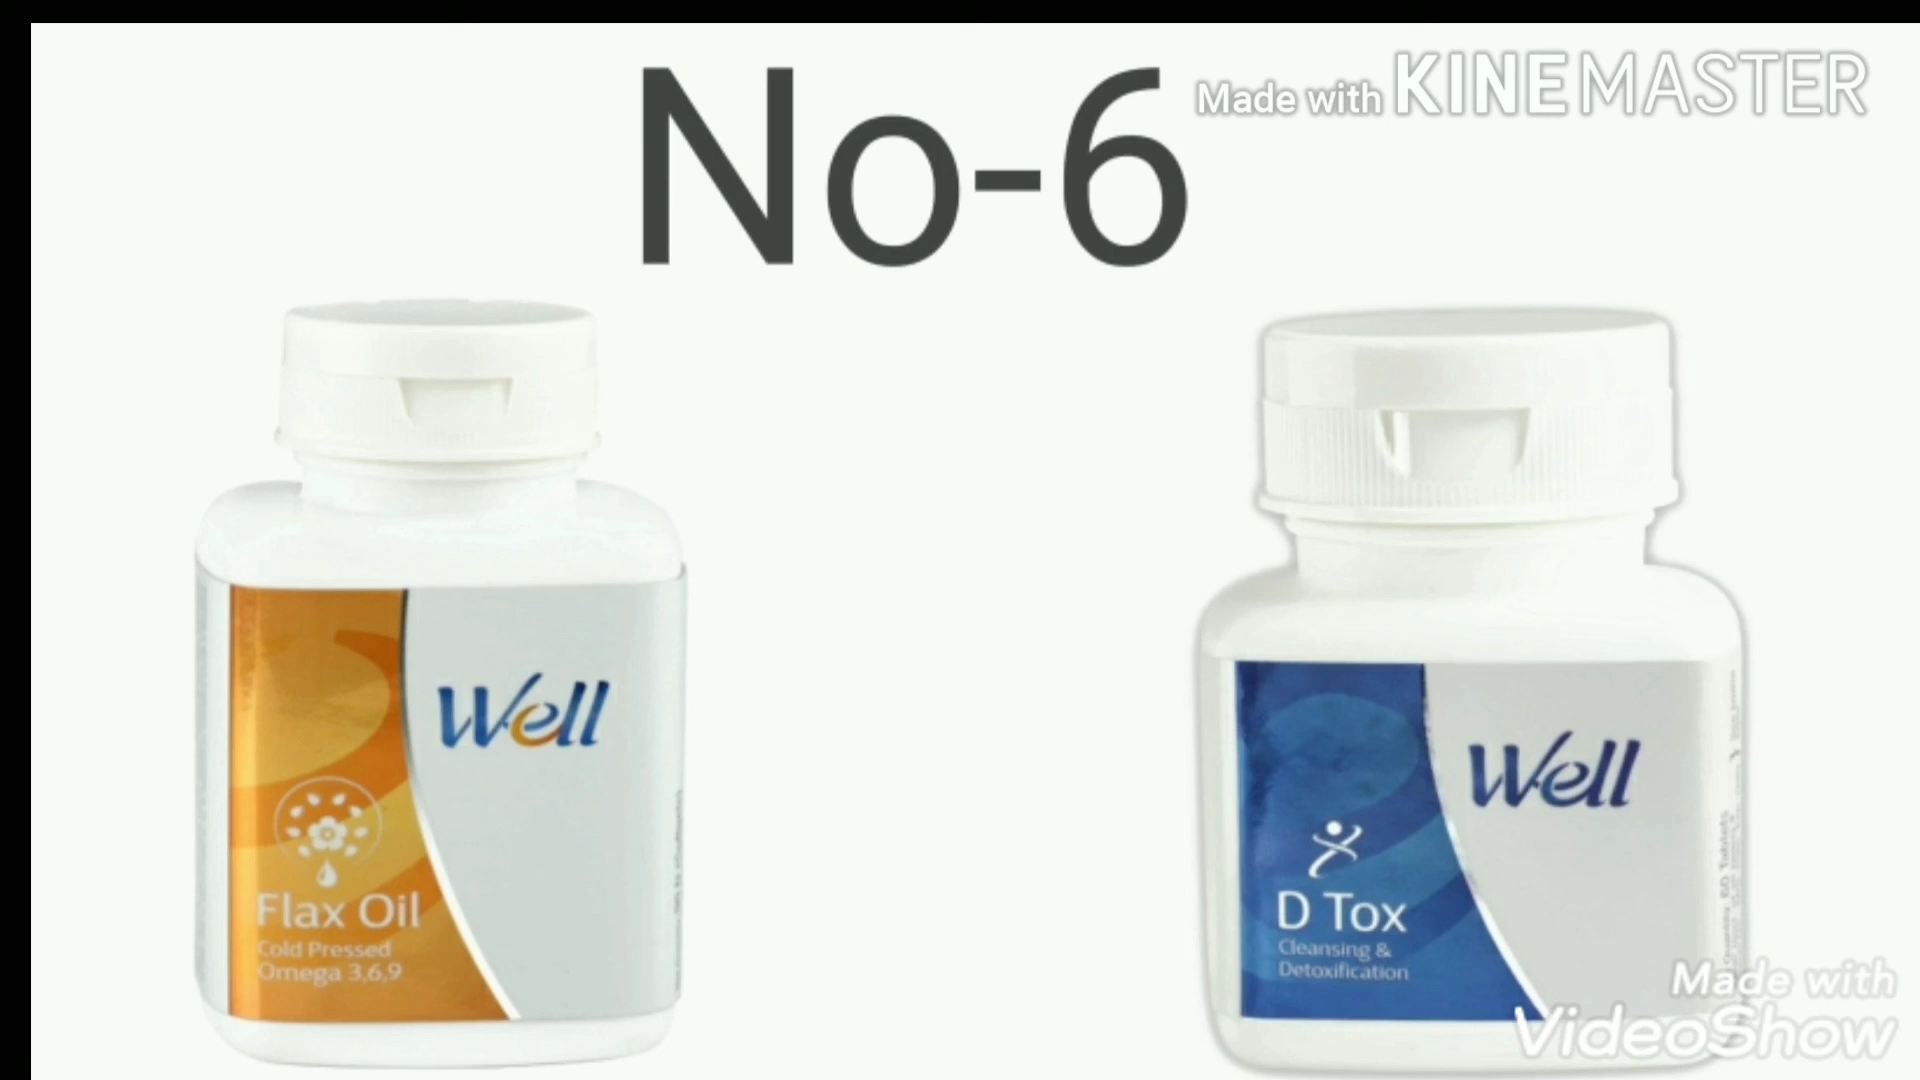 No-6
Made with KINEMASTER
Well
Flax Oil
Cold Pressed
Omega 3,6,9
Well
D Tox
Cleansing &
Detoxification
Made with
VideoShow